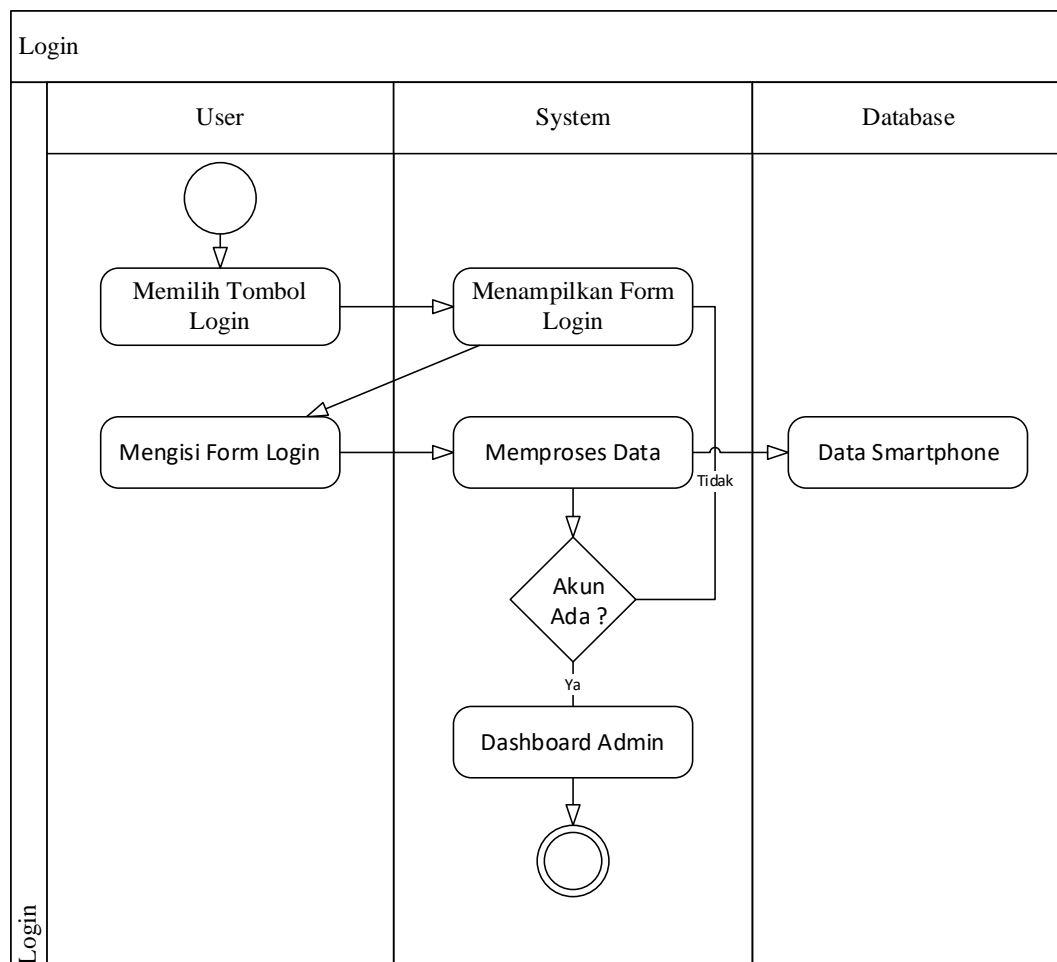 Login
User
System
Database
Memilih Tombol
Login
Menampilkan Form
Login
Mengisi Form Login
Memproses Data
Data Smartphone
Tidak
Akun
Ada ?
Ya
Dashboard Admin
Login